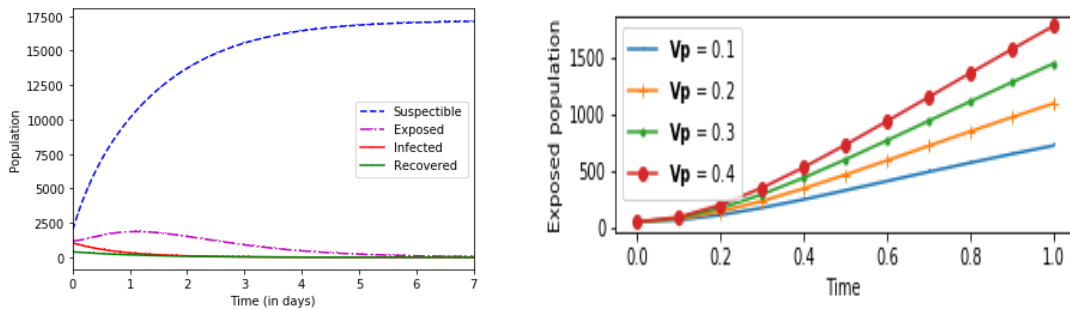 17500
15000
12500
10000
7500
5000
2500
0
Population
Suspectible
Exposed
Infected
Recovered
0 1 2 3 4 5 6 7
Time (in days)
1500
1000
500
0
Exposed population
Vp = 0.1
Vp = 0.2
Vp = 0.3
Vp = 0.4
0.0 0.2 0.4 0.6 0.8 1.0
Time